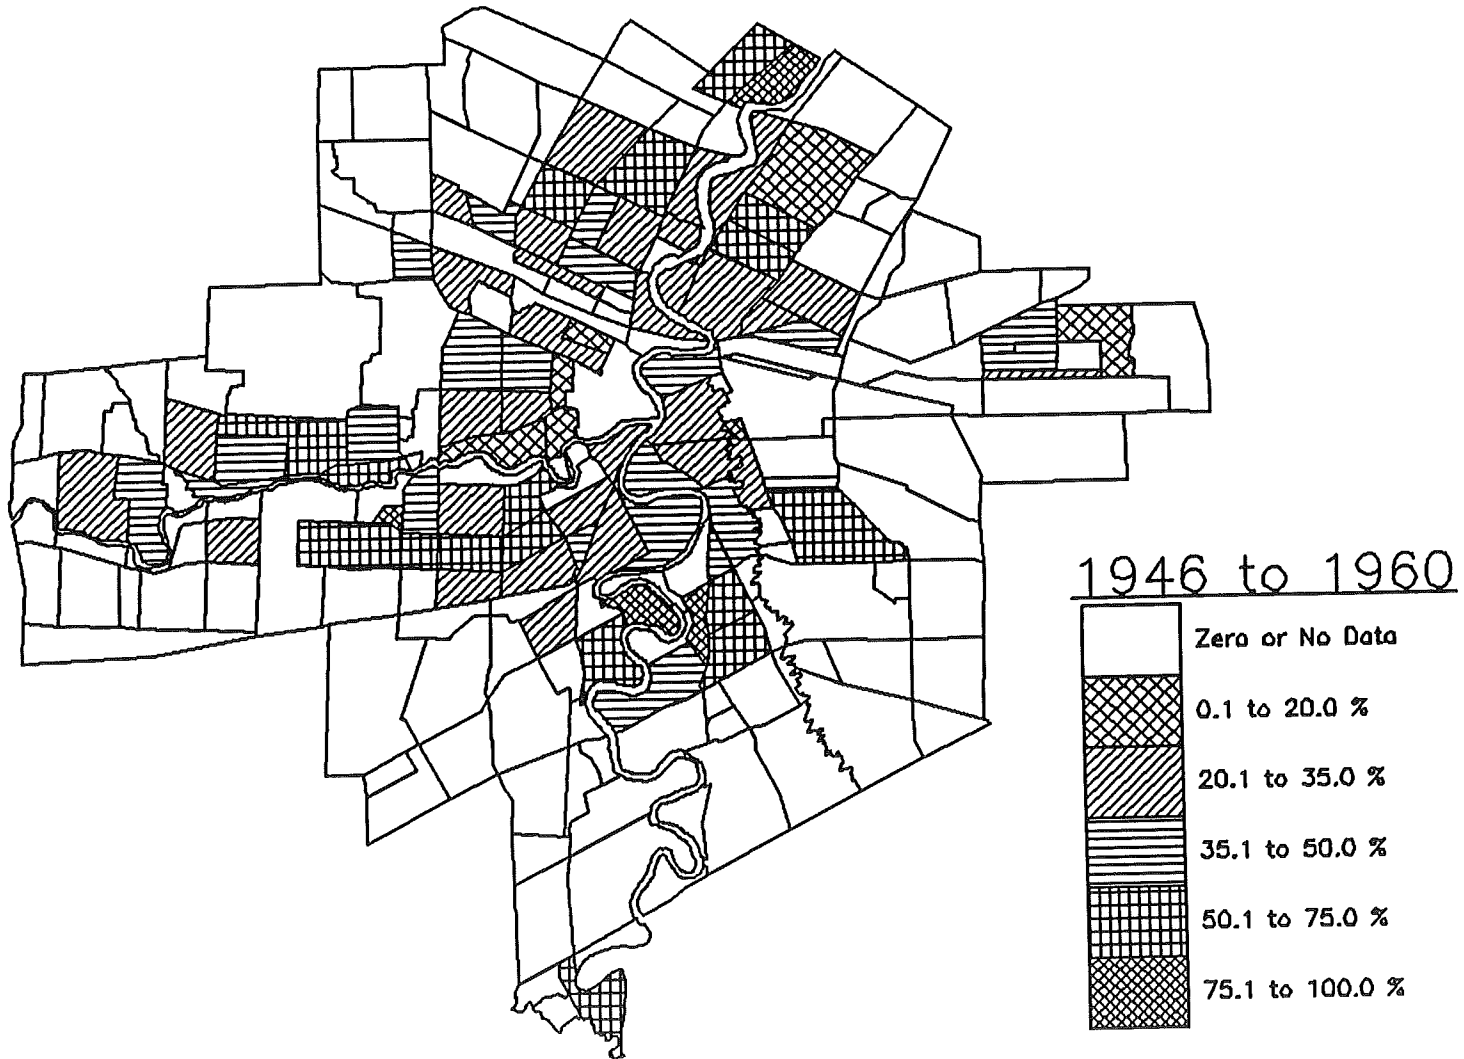 1946 to 1960
Zero or No Data
0.1 to 20.0 %
20.1 to 35.0 %
35.1 to 50.0 %
50.1 to 75.0 %
75.1 to 100.0 %